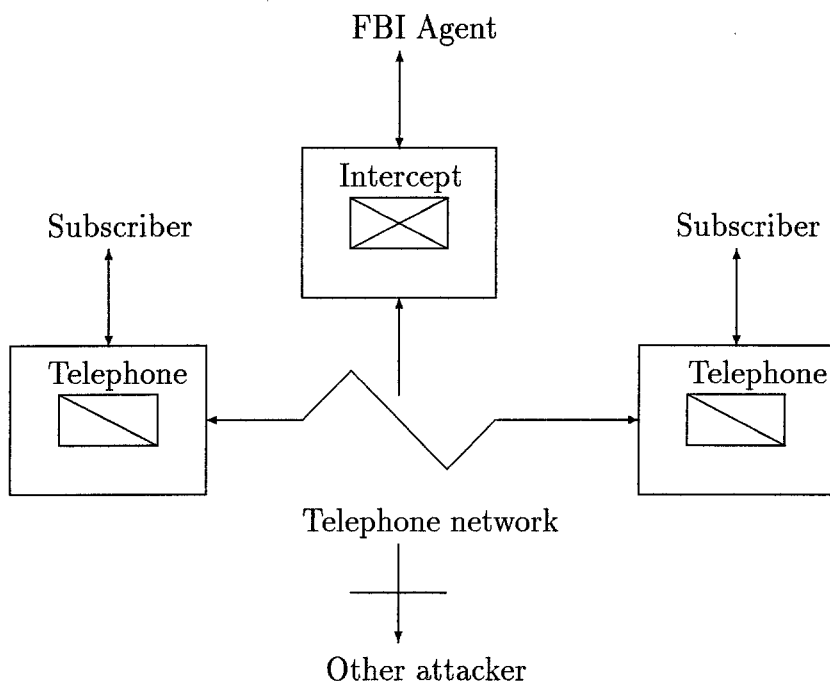 FBI Agent
Intercept
Subscriber
Subscriber
Telephone
Telephone
Telephone network
Other attacker